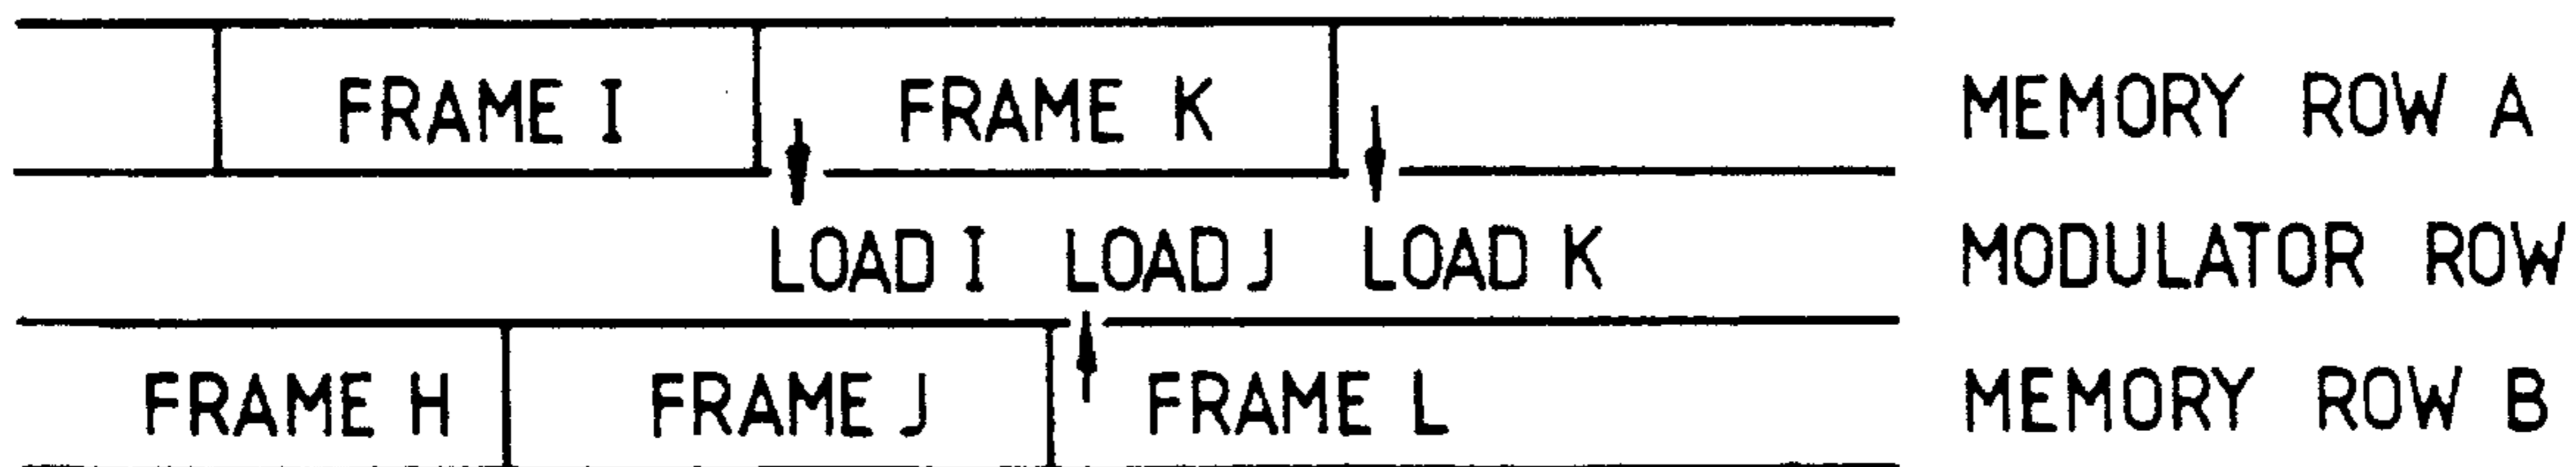 FRAME I FRAME K MEMORY ROW A
LOAD I LOAD J LOAD K MODULATOR ROW
FRAME H FRAME J FRAME L MEMORY ROW B